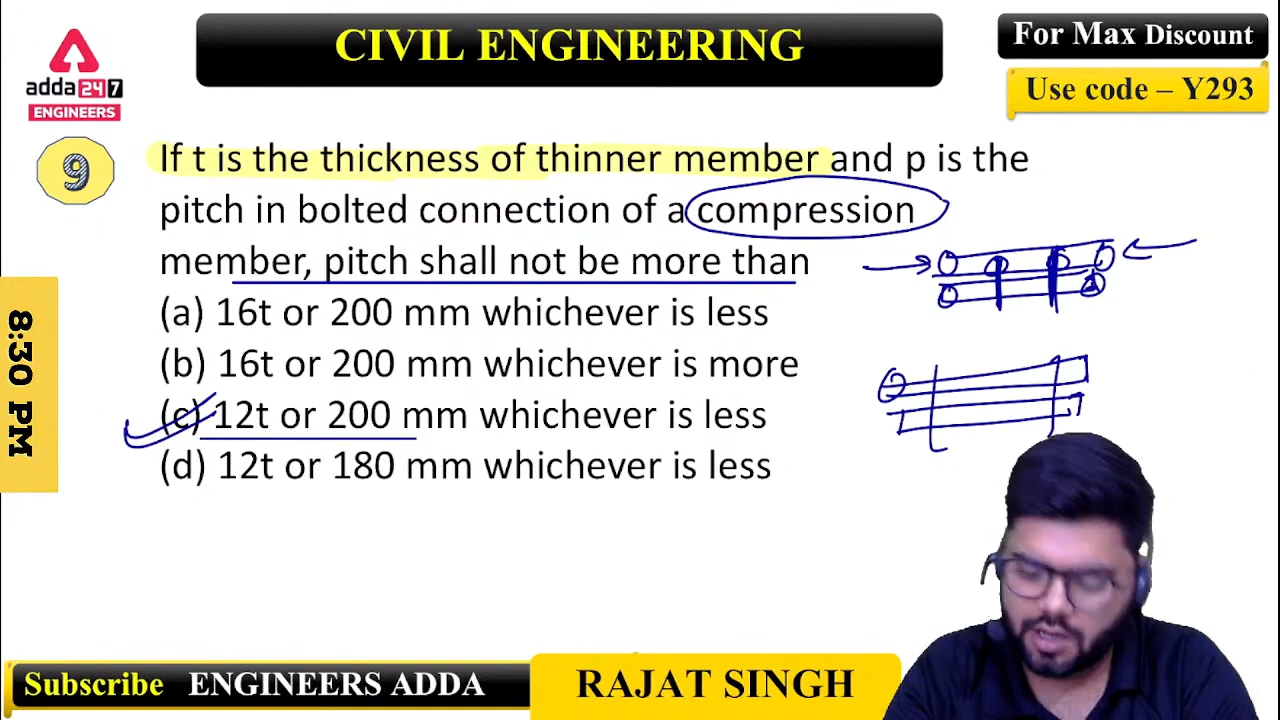 CIVIL ENGINEERING
For Max Discount
Use code – Y293
adda247
ENGINEERS
9
If t is the thickness of thinner member and p is the
pitch in bolted connection of a compression
member, pitch shall not be more than
(a) 16t or 200 mm whichever is less
(b) 16t or 200 mm whichever is more
(c) 12t or 200 mm whichever is less
(d) 12t or 180 mm whichever is less
8:30 PM
Subscribe ENGINEERS ADDA
RAJAT SINGH